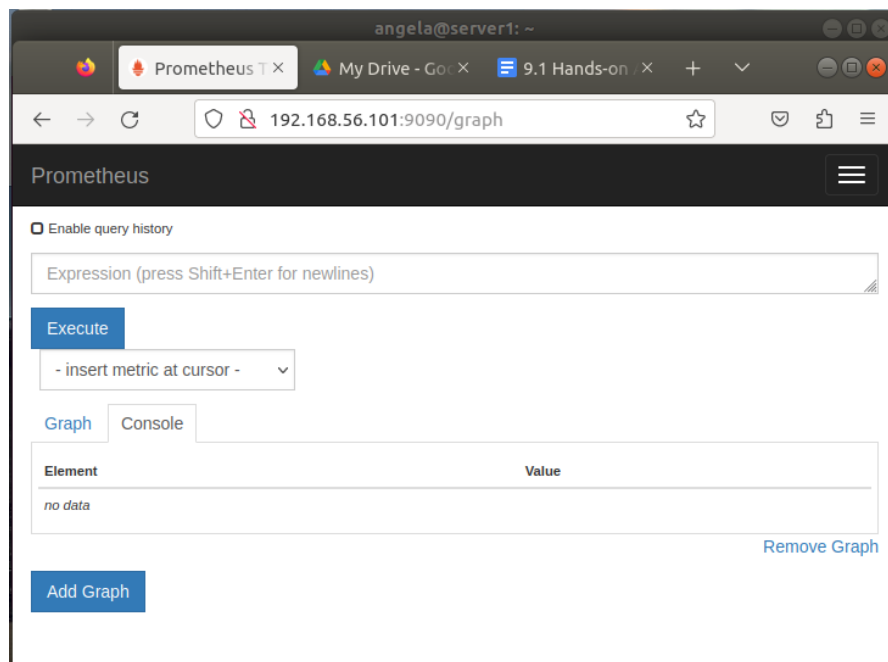 angela@server1: ~
Prometheus T
My Drive - Goo
9.1 Hands-on A
192.168.56.101:9090/graph
Prometheus
Enable query history
Expression (press Shift+Enter for newlines)
Execute
- insert metric at cursor -
Graph Console
Element Value
no data
Remove Graph
Add Graph